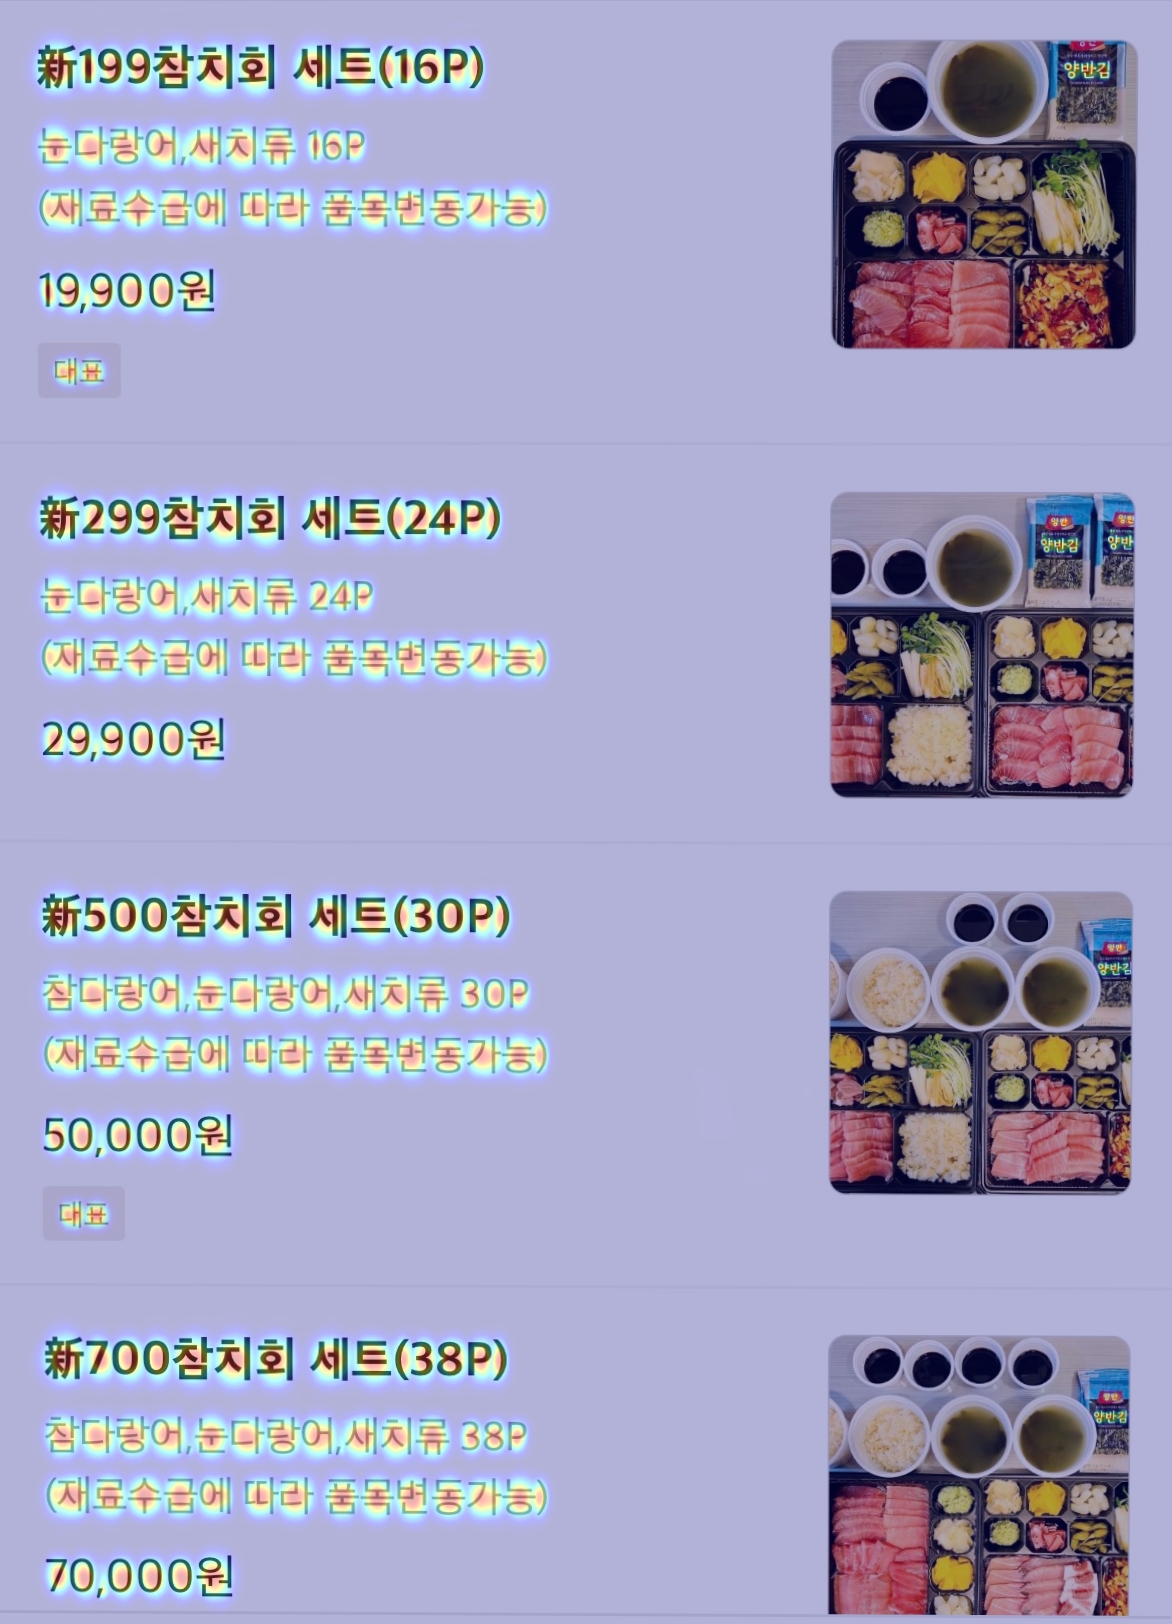 新199참치회 세트(16P)
눈다랑어,새치류 16P
(재료수급에 따라 품목변동가능)
19,900원
대표
양반김
新299참치회 세트(24P)
눈다랑어,새치류 24P
(재료수급에 따라 품목변동가능)
29,900원
양반
양반김
新500참치회 세트(30P)
참다랑어,눈다랑어,새치류 30P
(재료수급에 따라 품목변동가능)
50,000원
대표
양반
양반김
新700참치회 세트(38P)
참다랑어,눈다랑어,새치류 38P
(재료수급에 따라 품목변동가능)
70,000원
양반
양반김